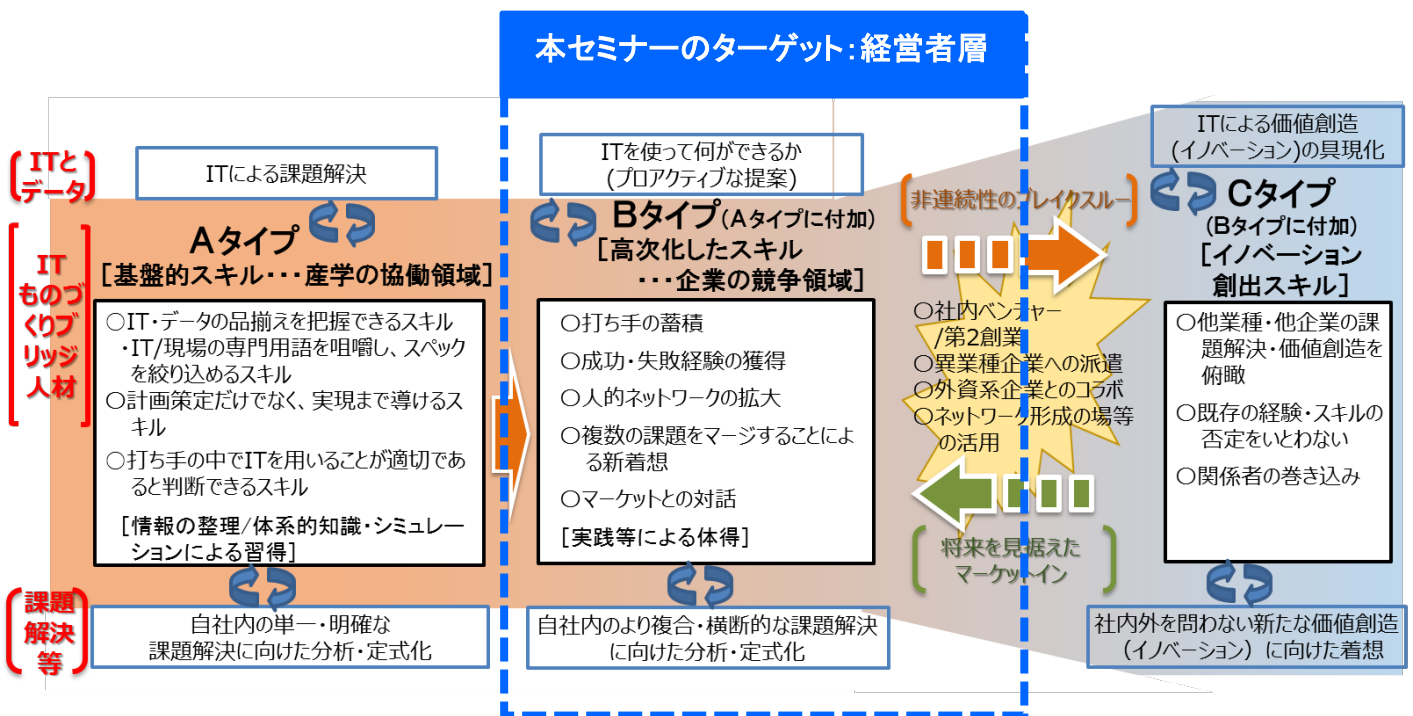 本セミナーのターゲット：経営者層
ITと
データ
IT
ものづ
くりブ
リッジ
人材
課題
解決
等
ITによる課題解決
Aタイプ
［基盤的スキル・・・産学の協働領域］
○IT・データの品揃えを把握できるスキル
・IT/現場の専門用語を咀嚼し、スペック
を絞り込めるスキル
○計画策定だけでなく、実現まで導けるス
キル
○打ち手の中でITを用いることが適切であ
ると判断できるスキル
［情報の整理/体系的知識・シミュレー
ションによる習得］
自社内の単一・明確な
課題解決に向けた分析・定式化
ITを使って何ができるか
(プロアクティブな提案)
Bタイプ(Aタイプに付加)
［高次化したスキル
・・・企業の競争領域］
○打ち手の蓄積
○成功・失敗経験の獲得
○人的ネットワークの拡大
○複数の課題をマージすることによ
る新着想
○マーケットとの対話
［実践等による体得］
自社内のより複合・横断的な課題解決
に向けた分析・定式化
非連続性のブレイクスルー
○社内ベンチャー
/第2創業
○異業種企業への派遣
○外資系企業とのコラボ
○ネットワーク形成の場等
の活用
将来を見据えた
マーケットイン
ITによる価値創造
(イノベーション)の具現化
Cタイプ
(Bタイプに付加)
［イノベーション
創出スキル］
○他業種・他企業の課
題解決・価値創造を
俯瞰
○既存の経験・スキルの
否定をいとわない
○関係者の巻き込み
社内外を問わない新たな価値創造
（イノベーション）に向けた着想